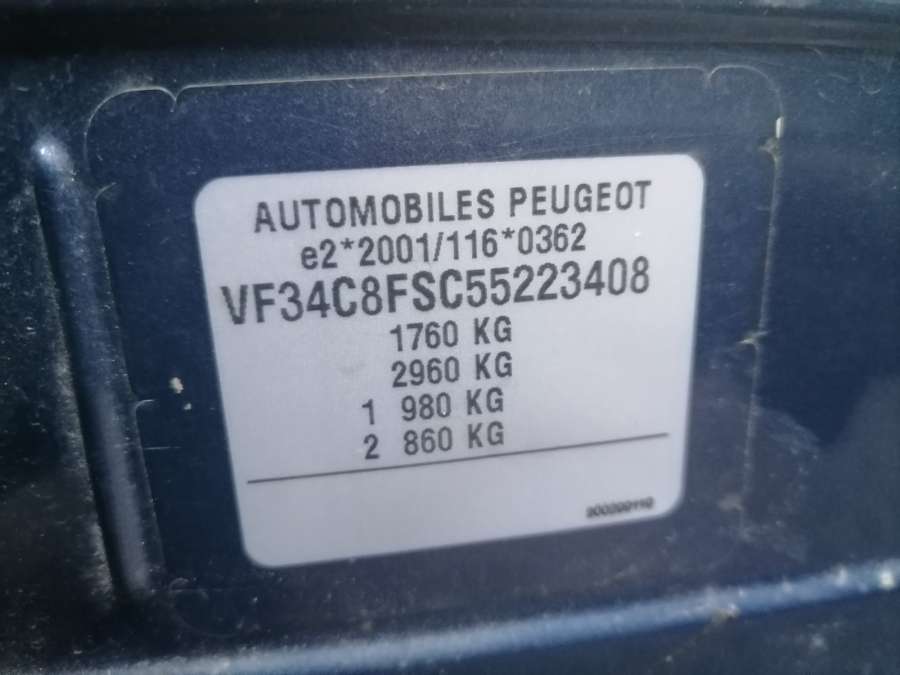 AUTOMOBILES PEUGEOT
e2*2001/116*0362
VF34C8FSC55223408
1760 KG
2960 KG
1 980 KG
2 860 KG